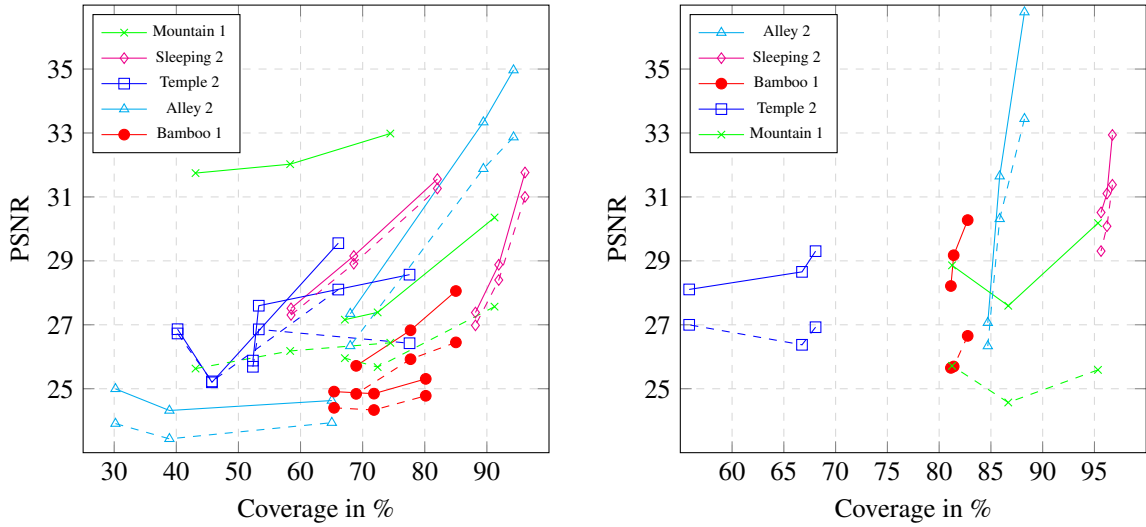 Mountain 1
Sleeping 2
Temple 2
Alley 2
Bamboo 1
35
33
31
29
27
25
PSNR
30 40 50 60 70 80 90
Coverage in %
Alley 2
Sleeping 2
Bamboo 1
Temple 2
Mountain 1
35
33
31
29
27
25
PSNR
60 65 70 75 80 85 90 95
Coverage in %